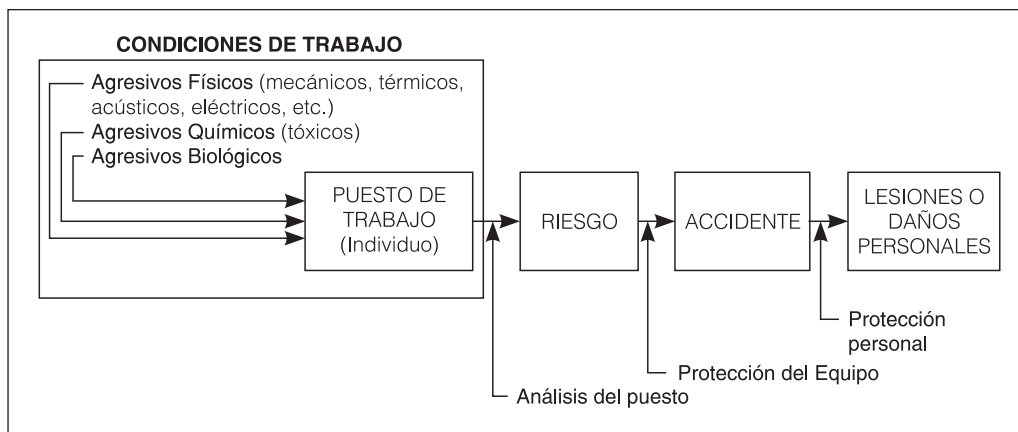 CONDICIONES DE TRABAJO
Agresivos Físicos (mecánicos, térmicos,
acústicos, eléctricos, etc.)
Agresivos Químicos (tóxicos)
Agresivos Biológicos
PUESTO DE
TRABAJO
(Individuo)
RIESGO
ACCIDENTE
LESIONES O
DAÑOS
PERSONALES
Protección
personal
Protección del Equipo
Análisis del puesto